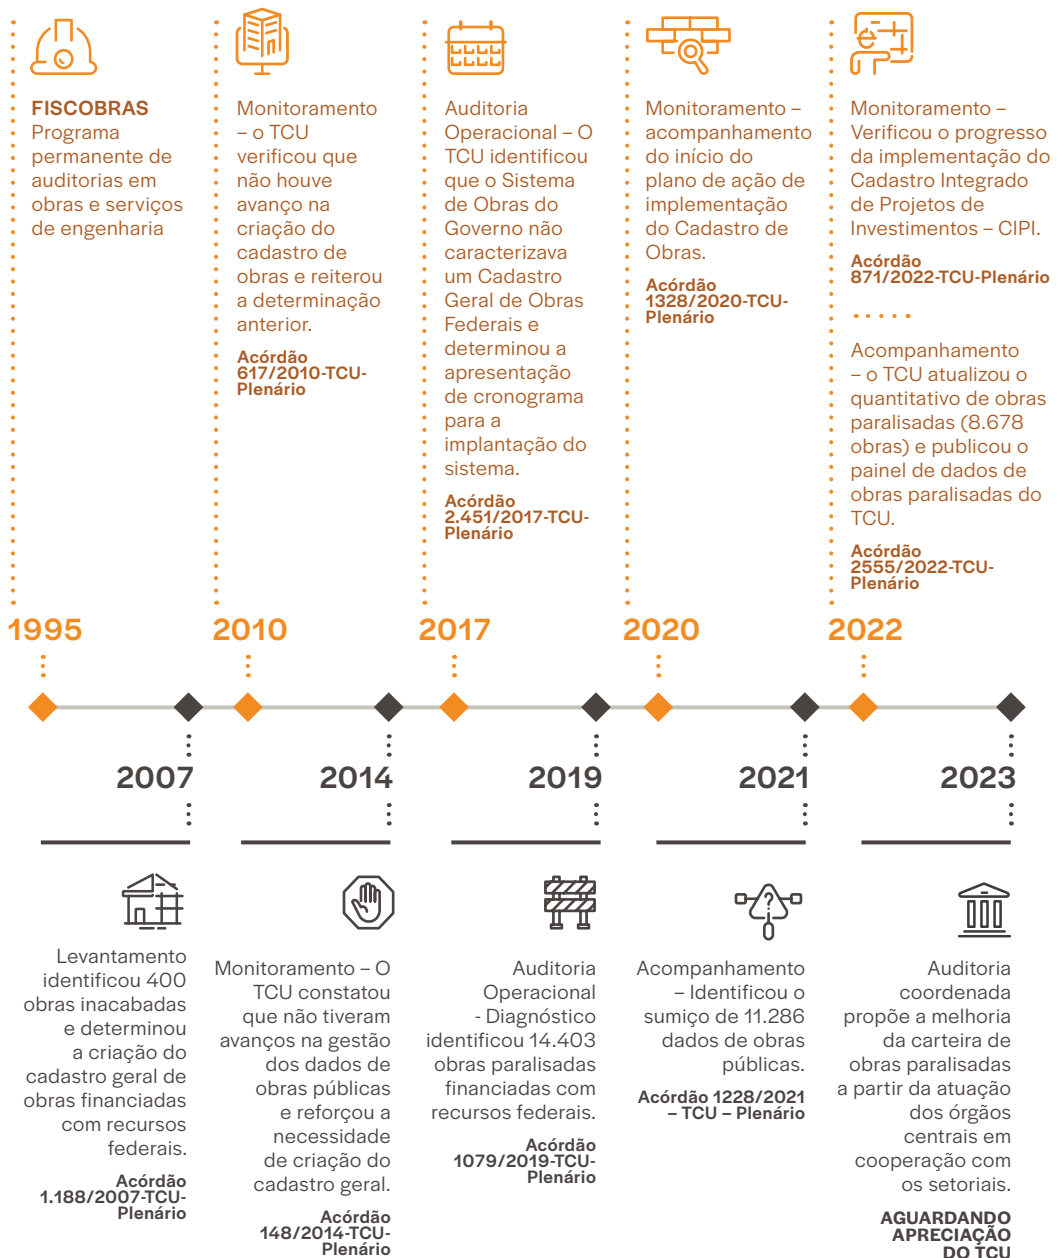 FISCOBRAS
Programa
permanente de
auditorias em
obras e serviços
de engenharia
Monitoramento
– o TCU
verificou que
não houve
avanço na
criação do
cadastro de
obras e reiterou
a determinação
anterior.
Acórdão
617/2010-TCU-
Plenário
Auditoria
Operacional – O
TCU identificou
que o Sistema
de Obras do
Governo não
caracterizava
um Cadastro
Geral de Obras
Federais e
determinou a
apresentação
de cronograma
para a
implantação do
sistema.
Acórdão
2.451/2017-TCU-
Plenário
Monitoramento –
acompanhamento
do início do
plano de ação de
implementação
do Cadastro de
Obras.
Acórdão
1328/2020-TCU-
Plenário
Monitoramento –
Verificou o progresso
da implementação do
Cadastro Integrado
de Projetos de
Investimentos – CIPI.
Acórdão
871/2022-TCU-Plenário
Acompanhamento
– o TCU atualizou o
quantitativo de obras
paralisadas (8.678
obras) e publicou o
painel de dados de
obras paralisadas do
TCU.
Acórdão
2555/2022-TCU-
Plenário
1995
2010
2017
2020
2022
2007
2014
2019
2021
2023
Levantamento
identificou 400
obras inacabadas
e determinou
a criação do
cadastro geral de
obras financiadas
com recursos
federais.
Acórdão
1.188/2007-TCU-
Plenário
Monitoramento – O
TCU constatou
que não tiveram
avanços na gestão
dos dados de
obras públicas
e reforçou a
necessidade
de criação do
cadastro geral.
Acórdão
148/2014-TCU-
Plenário
Auditoria
Operacional
- Diagnóstico
identificou 14.403
obras paralisadas
financiadas com
recursos federais.
Acórdão
1079/2019-TCU-
Plenário
?
Acompanhamento
– Identificou o
sumiço de 11.286
dados de obras
públicas.
Acórdão 1228/2021
– TCU – Plenário
Auditoria
coordenada
propõe a melhoria
da carteira de
obras paralisadas
a partir da atuação
dos órgãos
centrais em
cooperação com
os setoriais.
AGUARDANDO
APRECIAÇÃO
DO TCU